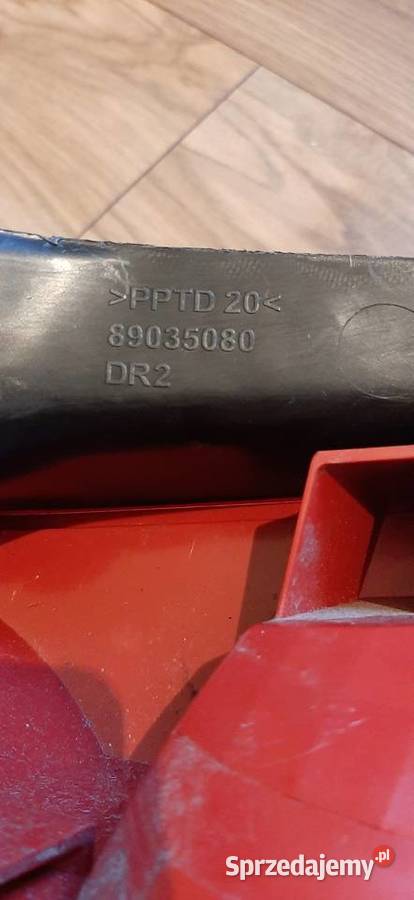 >PPTD 20<
89035080
DR2
Sprzedajemy.pl